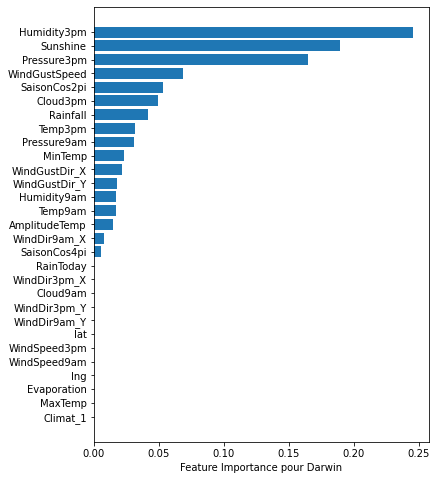 Humidity3pm
Sunshine
Pressure3pm
WindGustSpeed
SaisonCos2pi
Cloud3pm
Rainfall
Temp3pm
Pressure9am
MinTemp
WindGustDir_X
WindGustDir_Y
Humidity9am
Temp9am
AmplitudeTemp
WindDir9am_X
SaisonCos4pi
RainToday
WindDir3pm_X
Cloud9am
WindDir3pm_Y
WindDir9am_Y
lat
WindSpeed3pm
WindSpeed9am
lng
Evaporation
MaxTemp
Climat_1
0.00 0.05 0.10 0.15 0.20 0.25
Feature Importance pour Darwin